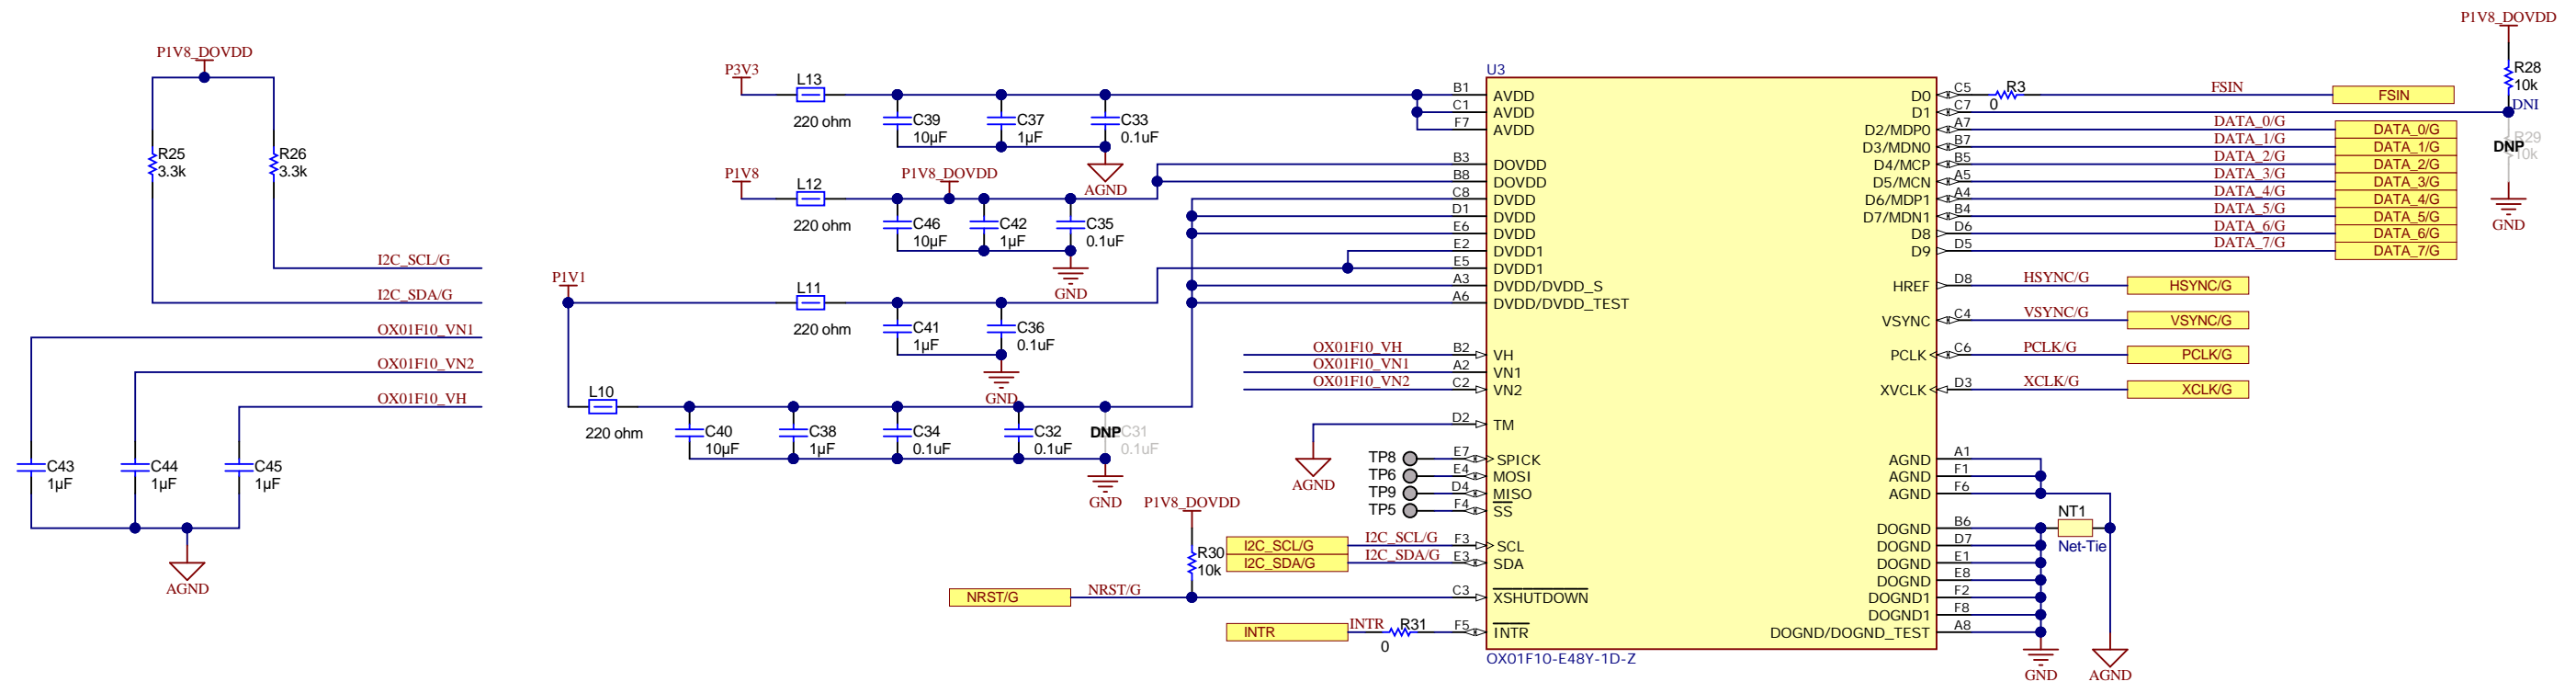 P1V8_DOVDD
R25
3.3k
R26
3.3k
I2C_SCL/G
I2C_SDA/G
OX01F10_VN1
OX01F10_VN2
OX01F10_VH
C43
1µF
C44
1µF
C45
1µF
AGND
P3V3
L13
220 ohm
C39
10µF
C37
1µF
C33
0.1uF
AGND
P1V8
L12
220 ohm
P1V8_DOVDD
C46
10µF
C42
1µF
C35
0.1uF
GND
P1V1
L11
220 ohm
C41
1µF
C36
0.1uF
GND
L10
220 ohm
C40
10µF
C38
1µF
C34
0.1uF
C32
0.1uF
DNP
C31
0.1uF
GND
OX01F10_VH
OX01F10_VN1
OX01F10_VN2
AGND
TP8
TP6
TP9
TP5
P1V8_DOVDD
R30
10k
I2C_SCL/G
I2C_SCL/G
I2C_SDA/G
I2C_SDA/G
NRST/G
NRST/G
INTR
INTR
R31
0
U3
B1 AVDD
C1 AVDD
F7 AVDD
B3 DOVDD
B8 DOVDD
C8 DVDD
D1 DVDD
E6 DVDD
E2 DVDD1
E5 DVDD1
A3 DVDD/DVDD_S
A6 DVDD/DVDD_TEST
B2 VH
A2 VN1
C2 VN2
D2 TM
E7 SPICK
E4 MOSI
D4 MISO
F4 SS
F3 SCL
E3 SDA
C3 XSHUTDOWN
F5 INTR
OX01F10-E48Y-1D-Z
D0 C5
D1 C7
D2/MDP0 A7
D3/MDN0 B7
D4/MCP B5
D5/MCN A5
D6/MDP1 A4
D7/MDN1 B4
D8 D6
D9 D5
HREF D8
VSYNC C4
PCLK C6
XVCLK D3
AGND A1
AGND F1
AGND F6
DOGND B6
DOGND D7
DOGND E1
DOGND E8
DOGND1 F2
DOGND1 F8
DOGND/DOGND_TEST A8
R3
0
FSIN
FSIN
DATA_0/G
DATA_0/G
DATA_1/G
DATA_1/G
DATA_2/G
DATA_2/G
DATA_3/G
DATA_3/G
DATA_4/G
DATA_4/G
DATA_5/G
DATA_5/G
DATA_6/G
DATA_6/G
DATA_7/G
DATA_7/G
HSYNC/G
HSYNC/G
VSYNC/G
VSYNC/G
PCLK/G
PCLK/G
XCLK/G
XCLK/G
NT1
Net-Tie
GND
AGND
P1V8_DOVDD
R28
10k
DNI
R29
DNP
10k
GND